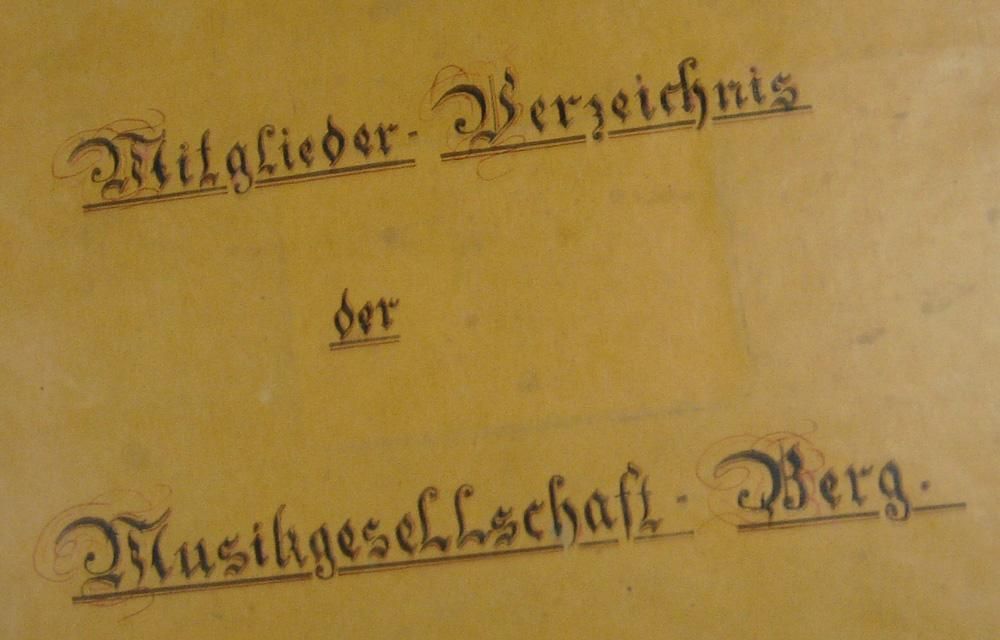 Mitglieder-Verzeichnis
der
Musikgesellschaft-Berg.